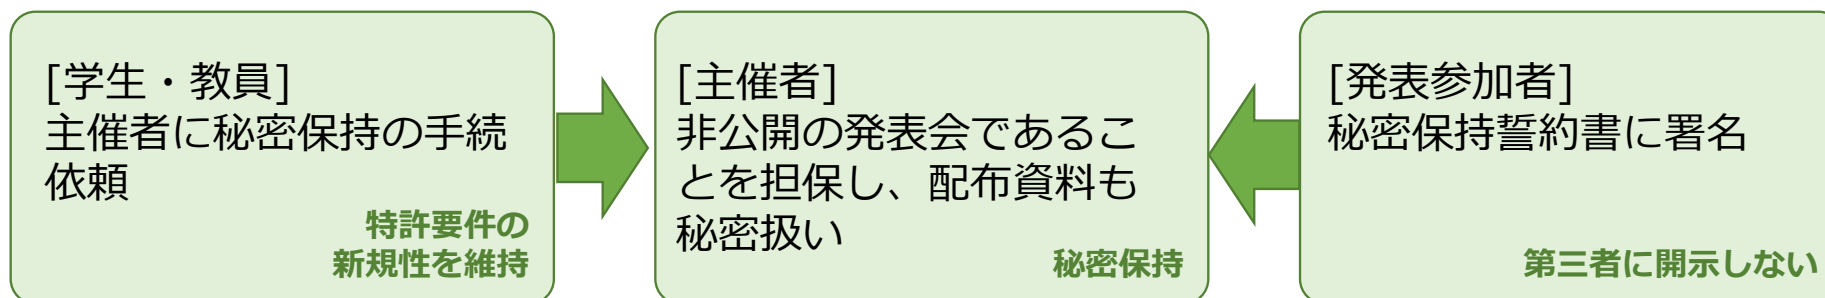 [学生・教員]
主催者に秘密保持の手続
依頼
特許要件の
新規性を維持
[主催者]
非公開の発表会であるこ
とを担保し、配布資料も
秘密扱い
秘密保持
[発表参加者]
秘密保持誓約書に署名
第三者に開示しない